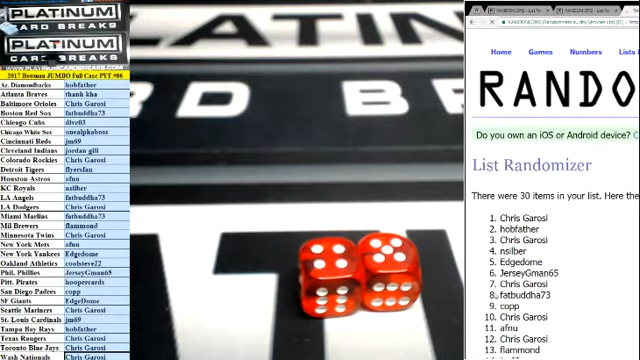 PLATINUM
CARD BREAKS
PLATINUM
CARD BREAKS
2017 Bowman JUMBO Full Case PYT #86
Az. Diamondbacks hobfather
Atlanta Braves thank kha
Baltimore Orioles Chris Garosi
Boston Red Sox fatbuddha73
Chicago Cubs dive03
Chicago White Sox onealphaboss
Cincinnati Reds jm69
Cleveland Indians jordan gill
Colorado Rockies Chris Garosi
Detroit Tigers flyersfan
Houston Astros afnu
KC Royals nsilber
LA Angels fatbuddha73
LA Dodgers Chris Garosi
Miami Marlins fatbuddha73
Mil Brewers flammond
Minnesota Twins Chris Garosi
New York Mets afnu
New York Yankees Edgedome
Oakland Athletics coolsteve22
Phil. Phillies JerseyGman65
Pitt. Pirates hoopercards
San Diego Padres copp
SF Giants EdgeDome
Seattle Mariners Chris Garosi
St. Louis Cardinals jm69
Tampa Bay Rays hobfather
Texas Rangers Chris Garosi
Toronto Blue Jays Chris Garosi
Wash Nationals Chris Garosi
PLATINUM
RD BR
Home Games Numbers Lists &
RANDO
Do you own an iOS or Android device?
List Randomizer
There were 30 items in your list. Here the
1. Chris Garosi
2. hobfather
3. Chris Garosi
4. nsilber
5. Edgedome
6. JerseyGman65
7. Chris Garosi
8. fatbuddha73
9. copp
10. Chris Garosi
11. afnu
12. Chris Garosi
13. flammond